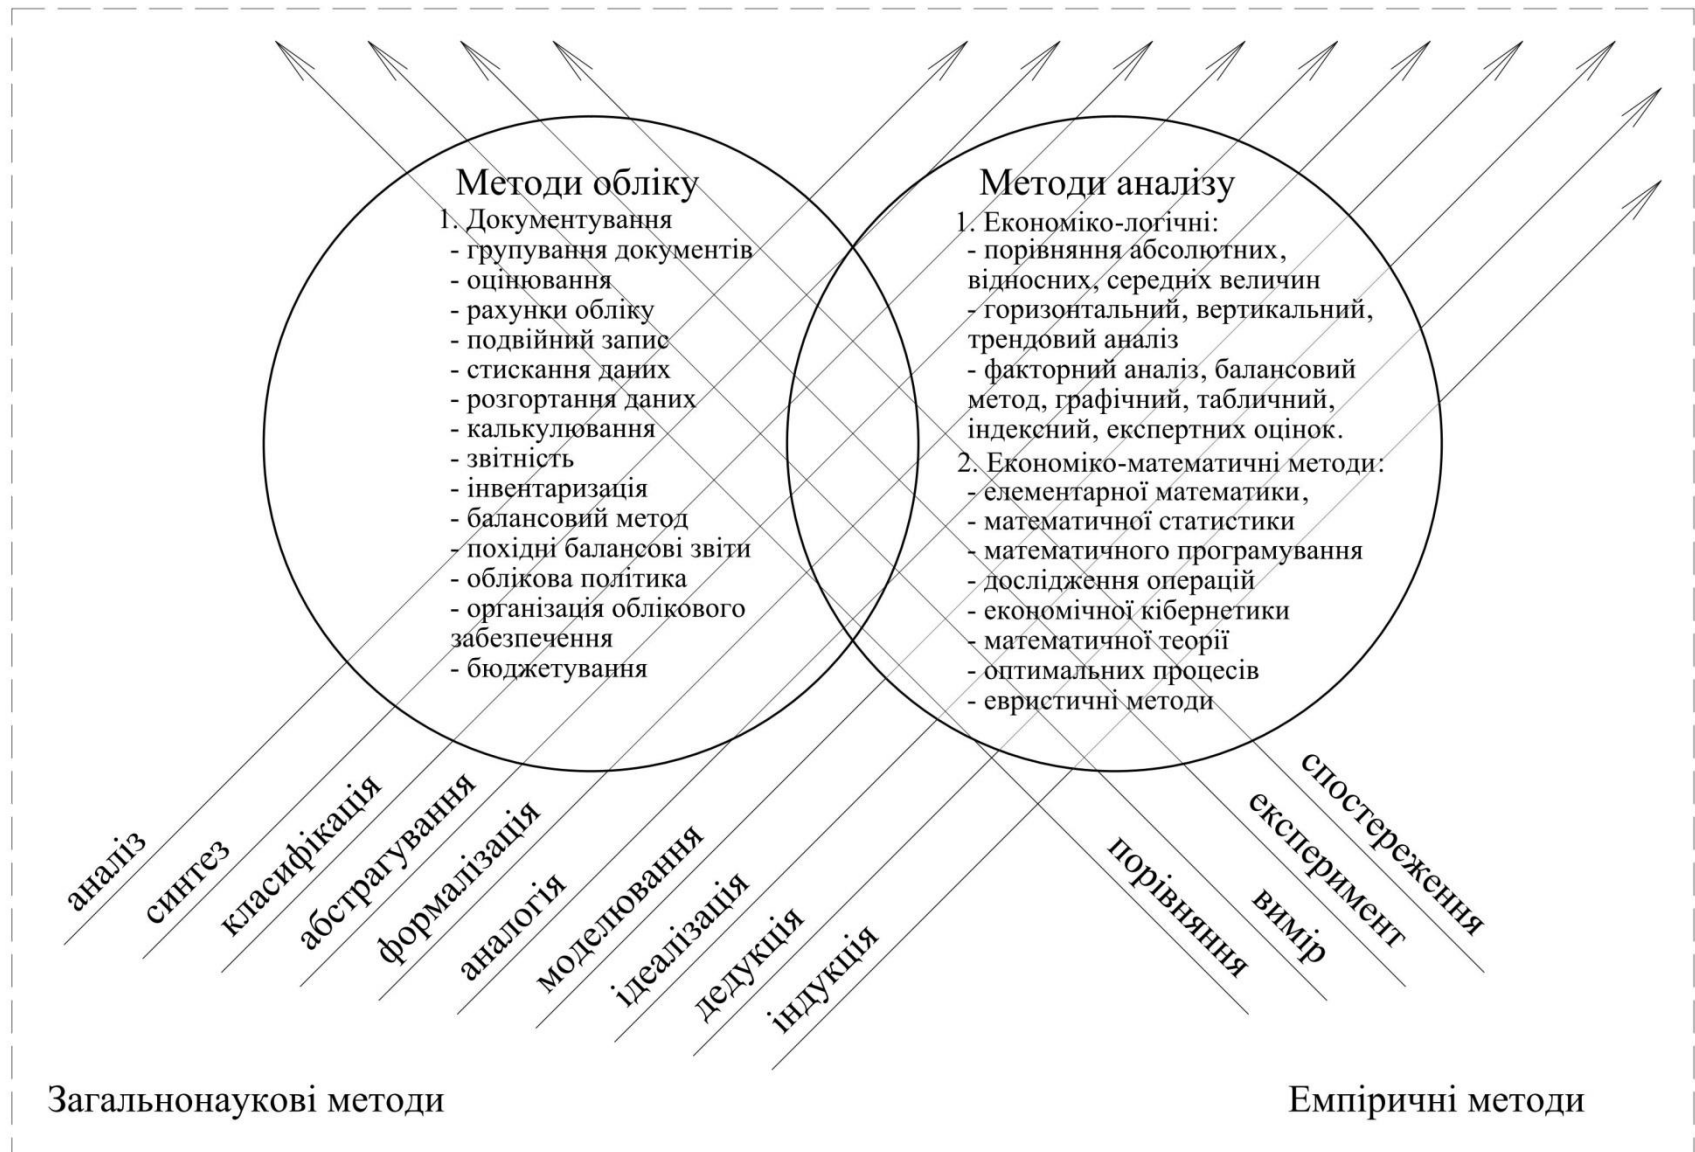 Методи обліку
1. Документування
- групування документів
- оцінювання
- рахунки обліку
- подвійний запис
- стискання даних
- розгортання даних
- калькулювання
- звітність
- інвентаризація
- балансовий метод
- похідні балансові звіти
- облікова політика
- організація облікового
забезпечення
- бюджетування
Методи аналізу
1. Економіко-логічні:
- порівняння абсолютних,
відносних, середніх величин
- горизонтальний, вертикальний,
трендовий аналіз
- факторний аналіз, балансовий
метод, графічний, табличний,
індексний, експертних оцінок.
2. Економіко-математичні методи:
- елементарної математики,
- математичної статистики
- математичного програмування
- дослідження операцій
- економічної кібернетики
- математичної теорії
- оптимальних процесів
- евристичні методи
аналіз
синтез
класифікація
абстрагування
формалізація
аналогія
моделювання
ідеалізація
дедукція
індукція
порівняння
вимір
експеримент
спостереження
Загальнонаукові методи
Емпіричні методи